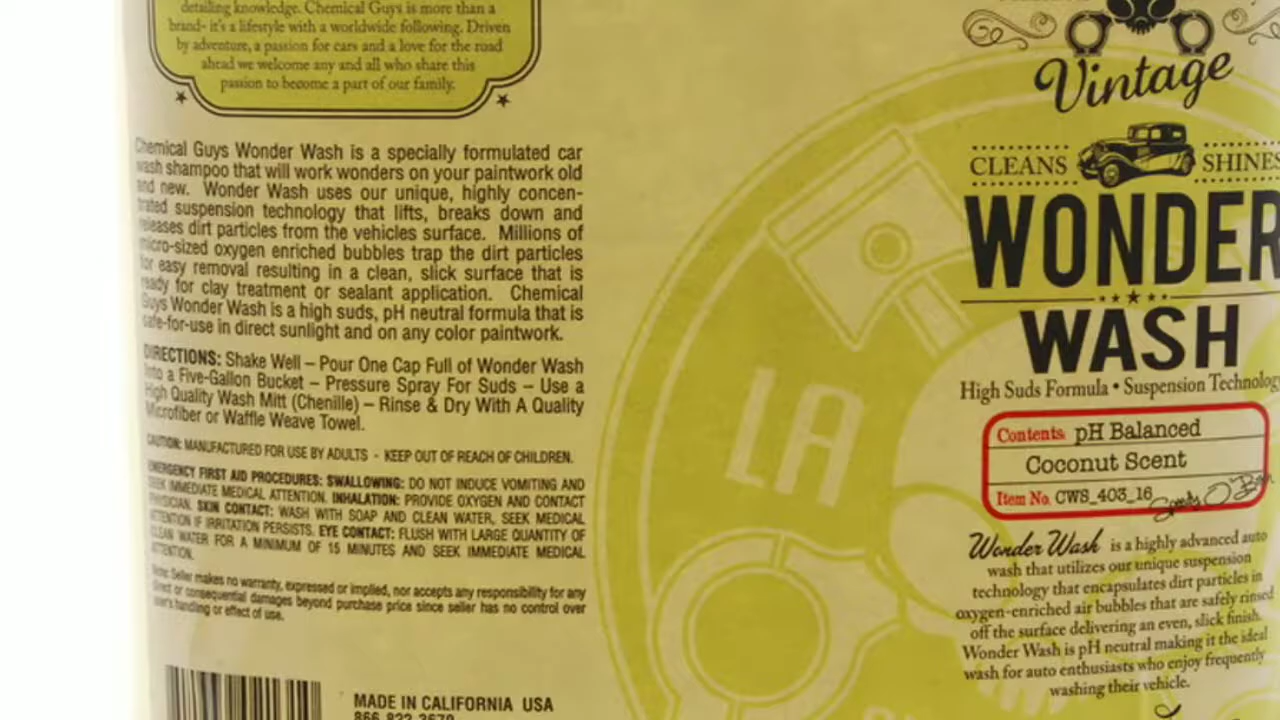 detailing knowledge. Chemical Guys is more than a
brand- it's a lifestyle with a worldwide following. Driven
by adventure, a passion for cars and a love for the road
ahead we welcome any and all who share this
passion to become a part of our family.
Chemical Guys Wonder Wash is a specially formulated car
wash shampoo that will work wonders on your paintwork old
and new. Wonder Wash uses our unique, highly concen-
trated suspension technology that lifts, breaks down and
releases dirt particles from the vehicles surface. Millions of
micro-sized oxygen enriched bubbles trap the dirt particles
for easy removal resulting in a clean, slick surface that is
ready for clay treatment or sealant application. Chemical
Guys Wonder Wash is a high suds, pH neutral formula that is
safe-for-use in direct sunlight and on any color paintwork.
DIRECTIONS: Shake Well – Pour One Cap Full of Wonder Wash
Into a Five-Gallon Bucket – Pressure Spray For Suds – Use a
High Quality Wash Mitt (Chenille) – Rinse & Dry With A Quality
Microfiber or Waffle Weave Towel.
CAUTION: MANUFACTURED FOR USE BY ADULTS - KEEP OUT OF REACH OF CHILDREN.
EMERGENCY FIRST AID PROCEDURES: SWALLOWING: DO NOT INDUCE VOMITING AND
SEEK IMMEDIATE MEDICAL ATTENTION. INHALATION: PROVIDE OXYGEN AND CONTACT
PHYSICIAN. SKIN CONTACT: WASH WITH SOAP AND CLEAN WATER, SEEK MEDICAL
ATTENTION IF IRRITATION PERSISTS. EYE CONTACT: FLUSH WITH LARGE QUANTITY OF
CLEAN WATER FOR A MINIMUM OF 15 MINUTES AND SEEK IMMEDIATE MEDICAL
ATTENTION.
Note: Seller makes no warranty, expressed or implied, nor accepts any responsibility for any
direct or consequential damages beyond purchase price since seller has no control over
user's handling or effect of use.
MADE IN CALIFORNIA USA
866.822.3670
LA
Vintage
CLEANS SHINES
WONDER
WASH
High Suds Formula • Suspension Technology
Contents: pH Balanced
Coconut Scent
Item No. CWS_403_16
Wonder Wash is a highly advanced auto
wash that utilizes our unique suspension
technology that encapsulates dirt particles in
oxygen-enriched air bubbles that are safely rinsed
off the surface delivering an even, slick finish.
Wonder Wash is pH neutral making it the ideal
wash for auto enthusiasts who enjoy frequently
washing their vehicle.